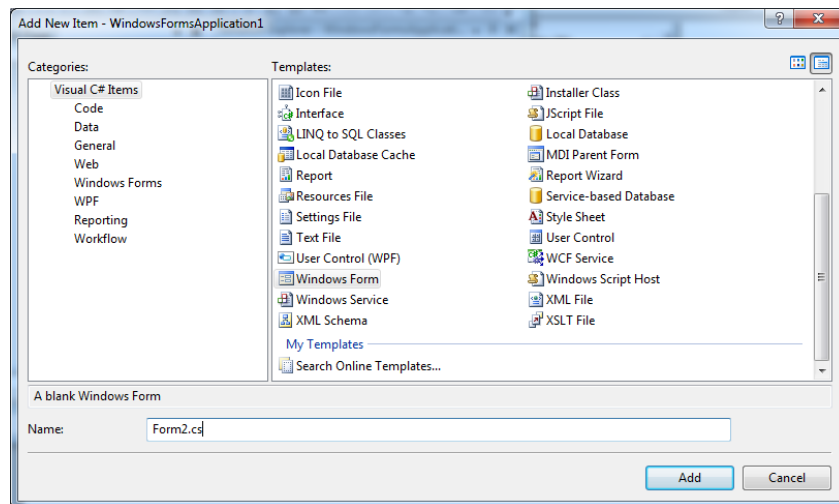 Add New Item - WindowsFormsApplication1
Categories:
Templates:
Visual C# Items
Code
Data
General
Web
Windows Forms
WPF
Reporting
Workflow
Icon File
Installer Class
Interface
JScript File
LINQ to SQL Classes
Local Database
Local Database Cache
MDI Parent Form
Report
Report Wizard
Resources File
Service-based Database
Settings File
Style Sheet
Text File
User Control
User Control (WPF)
WCF Service
Windows Form
Windows Script Host
Windows Service
XML File
XML Schema
XSLT File
My Templates
Search Online Templates...
A blank Windows Form
Name:
Form2.cs
Add
Cancel